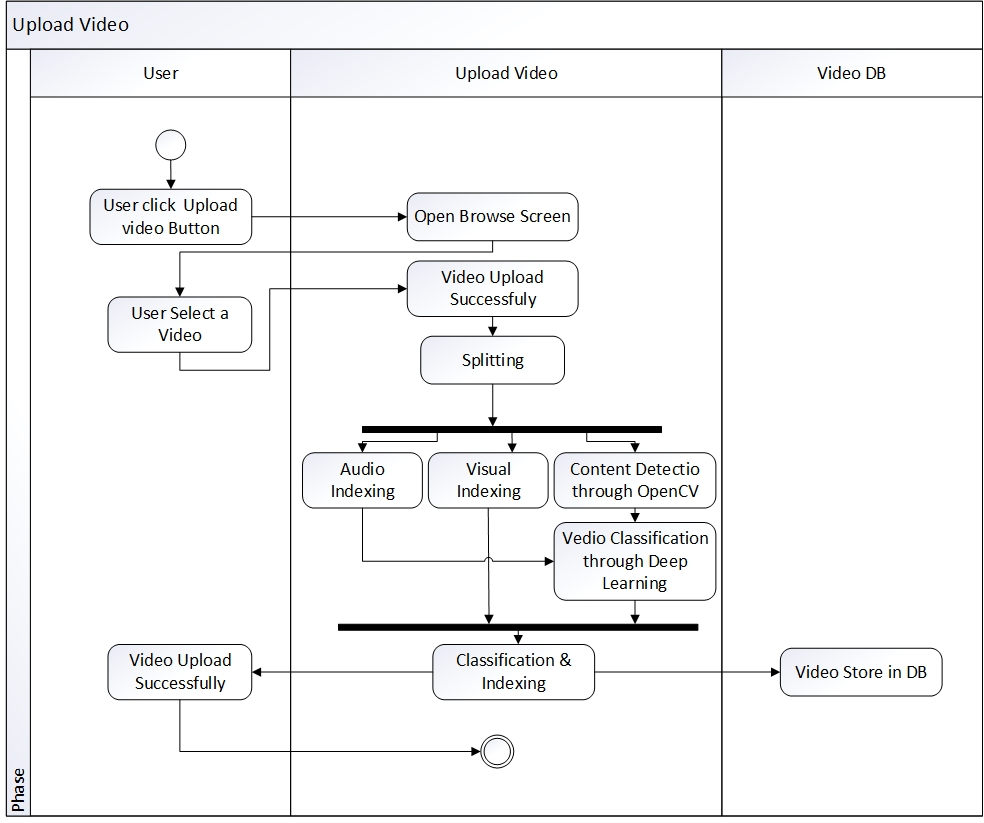 Upload Video
User
Upload Video
Video DB
User click Upload
video Button
Open Browse Screen
Video Upload
Successfuly
User Select a
Video
Splitting
Audio
Indexing
Visual
Indexing
Content Detectio
through OpenCV
Vedio Classification
through Deep
Learning
Video Upload
Successfully
Classification &
Indexing
Video Store in DB
Phase